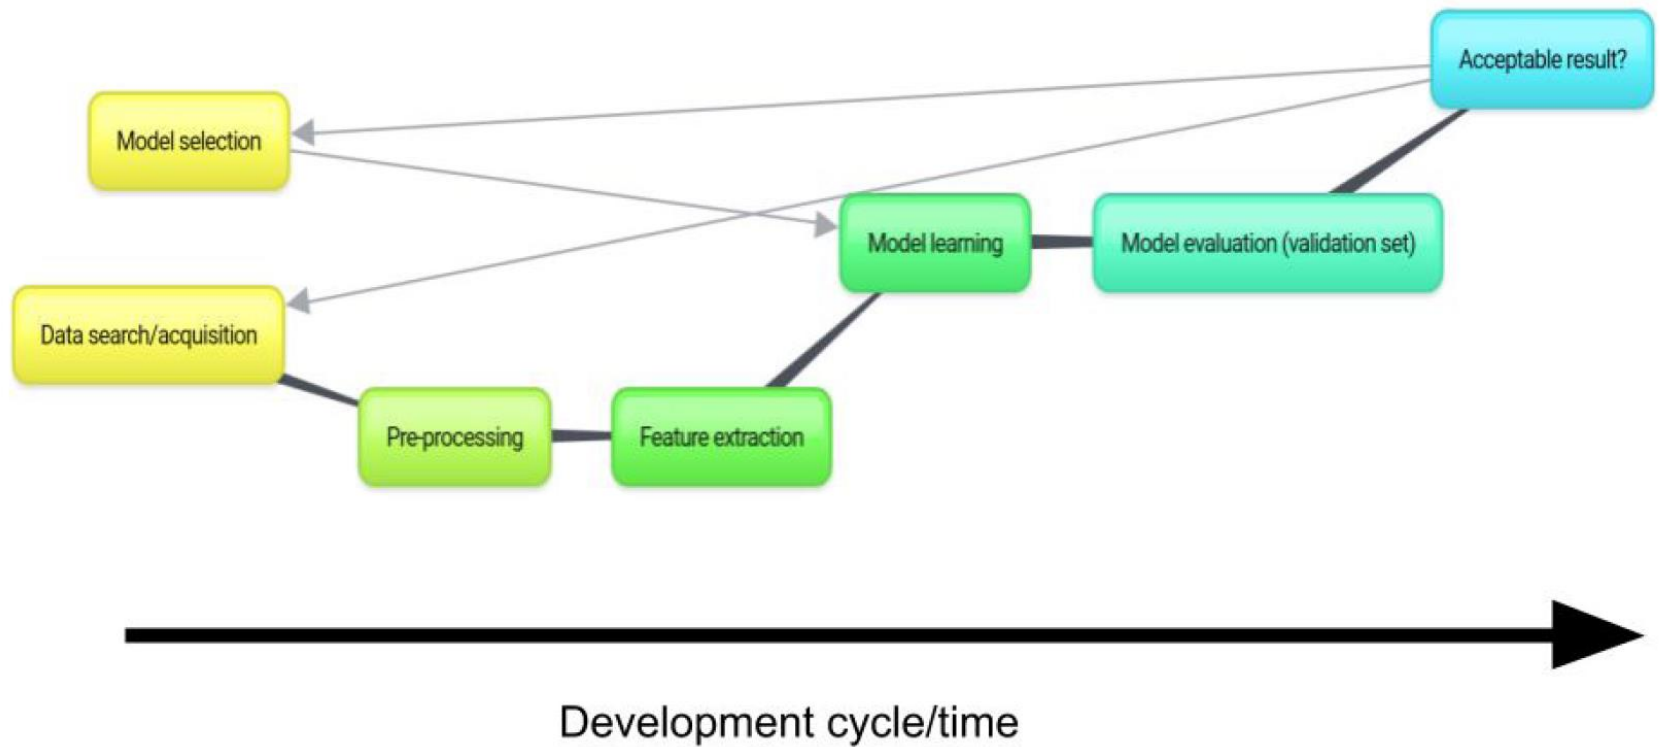 Acceptable result?
Model selection
Model learning
Model evaluation (validation set)
Data search/acquisition
Pre-processing
Feature extraction
Development cycle/time